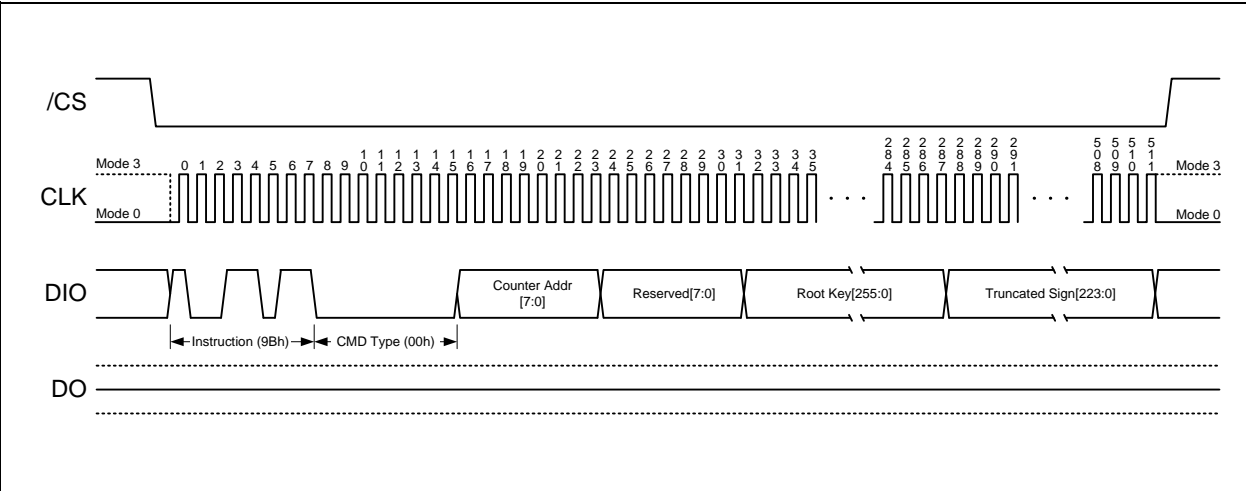 /CS
0 1 2 3 4 5 6 7 8 9 10 11 12 13 14 15 16 17 18 19 20 21 22 23 24 25 26 27 28 29 30 31 32 33 34 35 284 285 286 287 288 289 290 291 508 509 510 511
Mode 3 Mode 3
CLK . . . . . .
Mode 0 Mode 0
DIO
Counter Addr
[7:0]
Reserved[7:0] Root Key[255:0] Truncated Sign[223:0]
Instruction (9Bh) CMD Type (00h)
DO